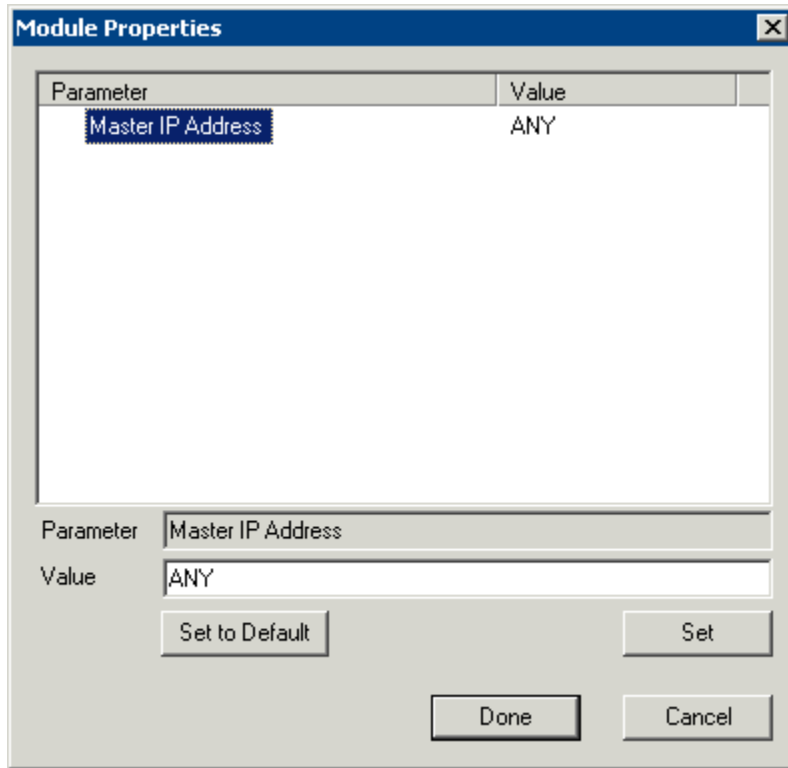 Module Properties
Parameter Value
Master IP Address ANY
Parameter Master IP Address
Value ANY
Set to Default Set
Done Cancel